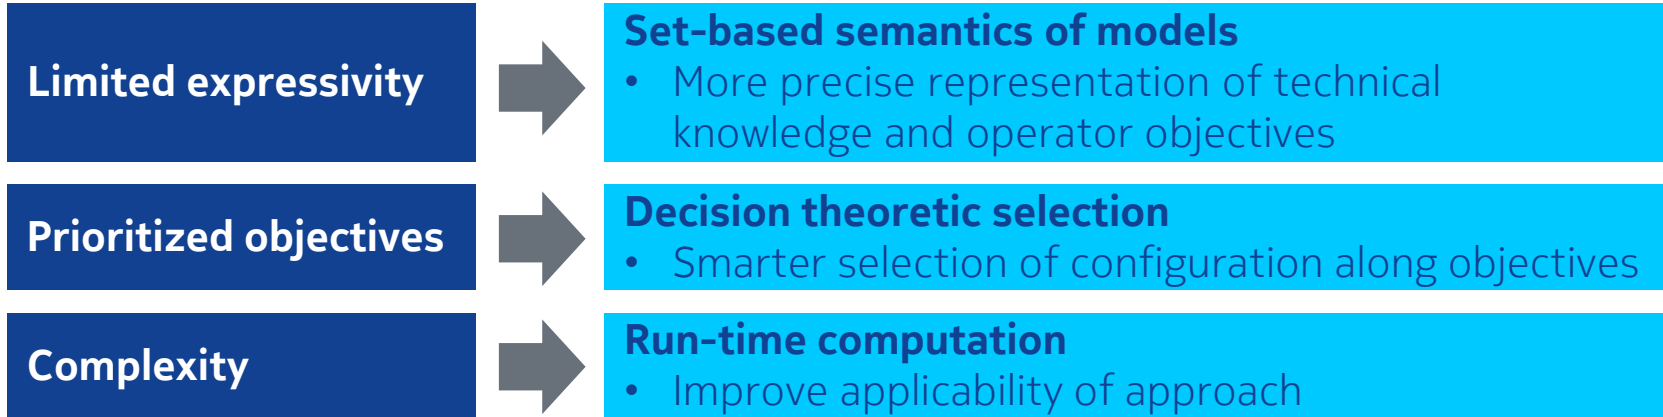 Limited expressivity
Set-based semantics of models
• More precise representation of technical
knowledge and operator objectives
Prioritized objectives
Decision theoretic selection
• Smarter selection of configuration along objectives
Complexity
Run-time computation
• Improve applicability of approach